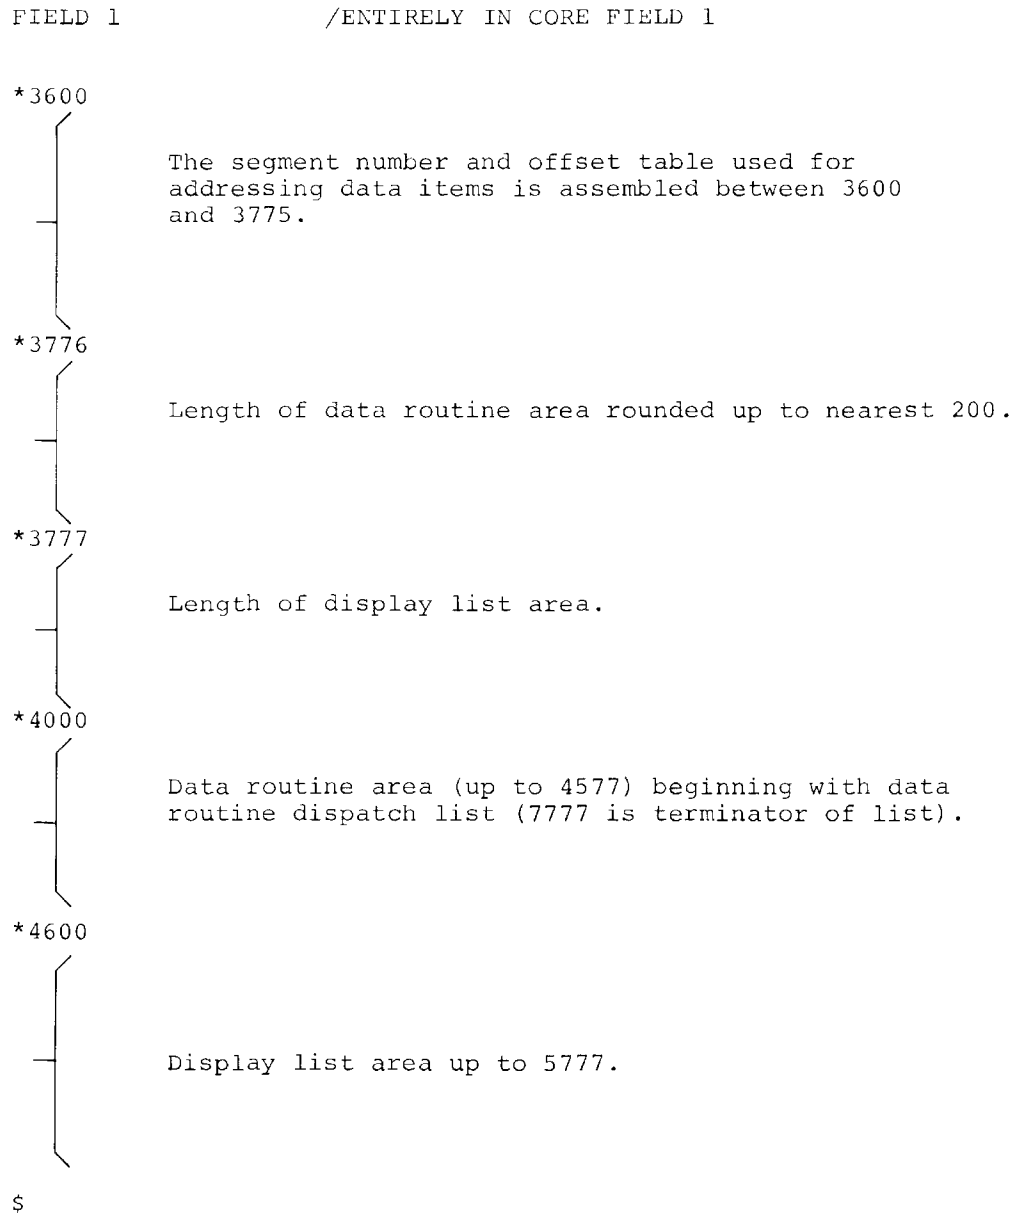 FIELD 1 /ENTIRELY IN CORE FIELD 1
*3600
The segment number and offset table used for
addressing data items is assembled between 3600
and 3775.
*3776
Length of data routine area rounded up to nearest 200.
*3777
Length of display list area.
*4000
Data routine area (up to 4577) beginning with data
routine dispatch list (7777 is terminator of list).
*4600
Display list area up to 5777.
$